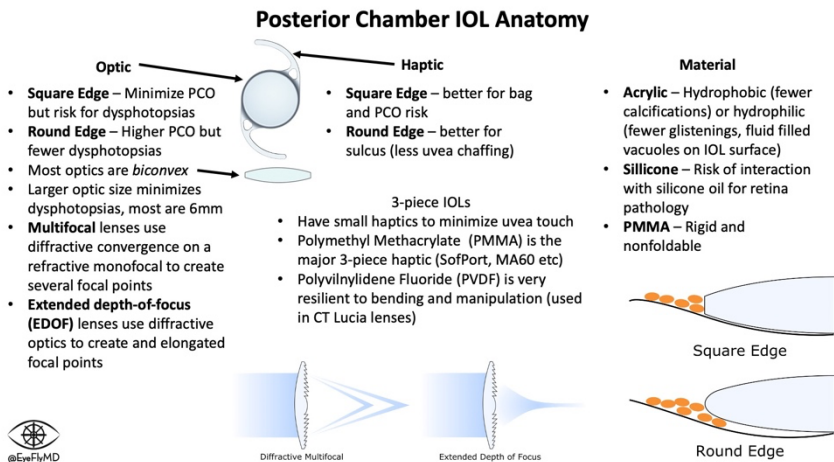 Posterior Chamber IOL Anatomy
Optic
• Square Edge – Minimize PCO
but risk for dysphotopsias
• Round Edge – Higher PCO but
fewer dysphotopsias
• Most optics are biconvex
• Larger optic size minimizes
dysphotopsias, most are 6mm
• Multifocal lenses use
diffractive convergence on a
refractive monofocal to create
several focal points
• Extended depth-of-focus
(EDOF) lenses use diffractive
optics to create and elongated
focal points
Haptic
• Square Edge – better for bag
and PCO risk
• Round Edge – better for
sulcus (less uvea chaffing)
3-piece IOLs
• Have small haptics to minimize uvea touch
• Polymethyl Methacrylate (PMMA) is the
major 3-piece haptic (SofPort, MA60 etc)
• Polyvilnylidene Fluoride (PVDF) is very
resilient to bending and manipulation (used
in CT Lucia lenses)
Material
• Acrylic – Hydrophobic (fewer
calcifications) or hydrophilic
(fewer glistenings, fluid filled
vacuoles on IOL surface)
• Sillicone – Risk of interaction
with silicone oil for retina
pathology
• PMMA – Rigid and
nonfoldable
Square Edge
Round Edge
Diffractive Multifocal
Extended Depth of Focus
@EyeFlyMD